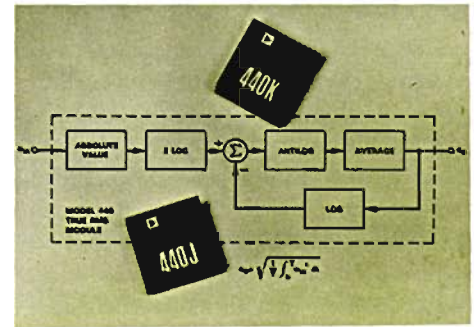 440K
ABSOLUTE
VALUE
2 LOG
+
Σ
−
ANTILOG
AVERAGE
LOG
MODEL 440
TRUE RMS
MODULE
440J